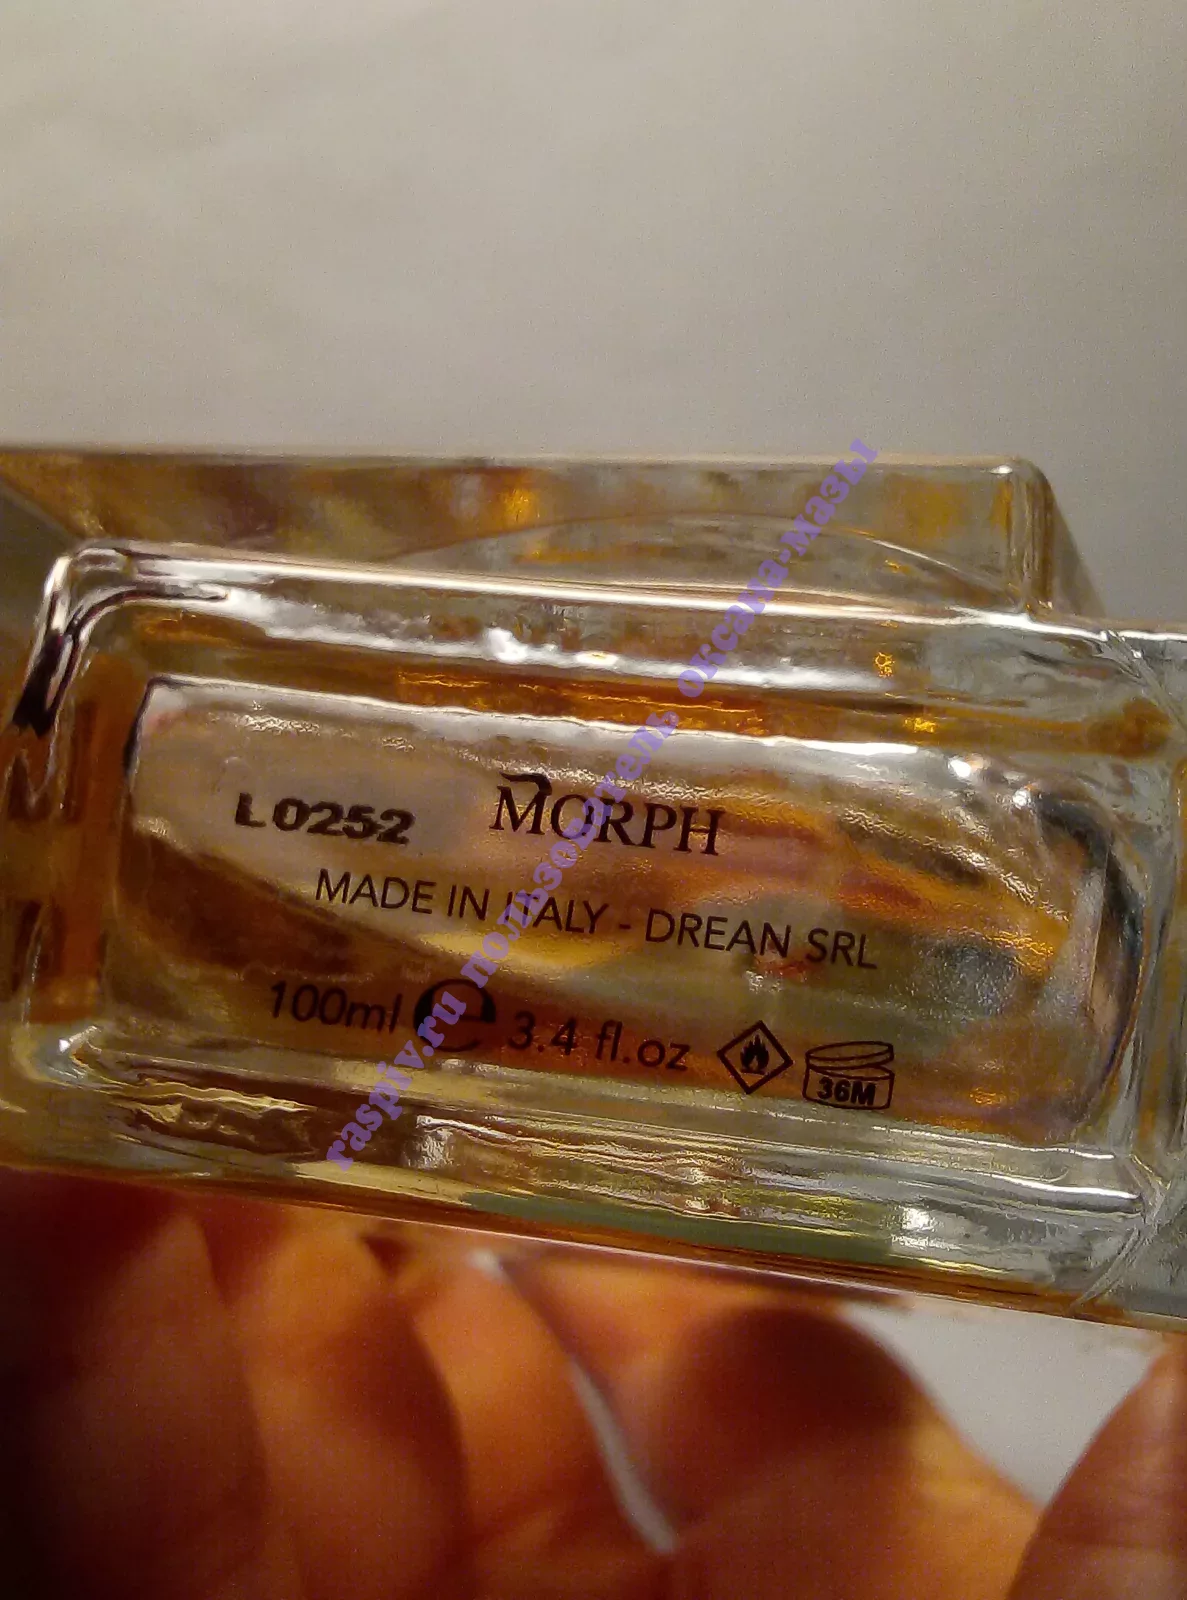 L0252
MORPH
MADE IN ITALY - DREAN SRL
100ml e 3.4 fl.oz
36M
raspiv.ru пользователь оксана-мазы